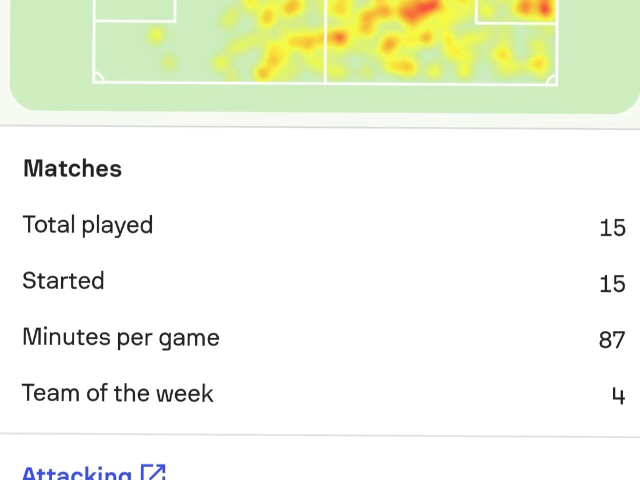 Matches
Total played 15
Started 15
Minutes per game 87
Team of the week 4
Attacking